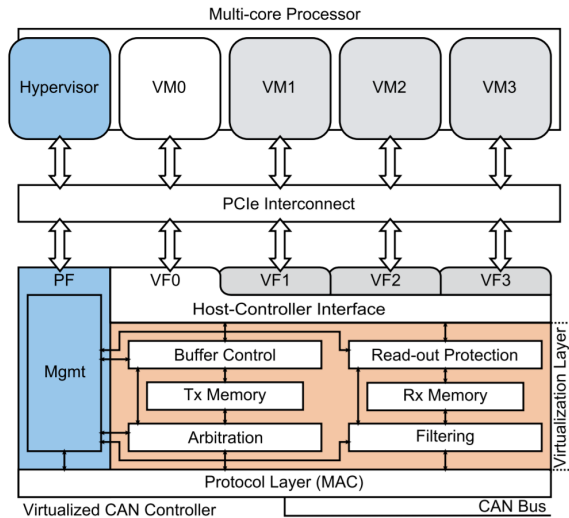 Multi-core Processor
Hypervisor VM0 VM1 VM2 VM3
PCIe Interconnect
PF VF0 VF1 VF2 VF3
Host-Controller Interface
Mgmt
Buffer Control Read-out Protection
Tx Memory Rx Memory
Arbitration Filtering
Virtualization Layer
Protocol Layer (MAC)
Virtualized CAN Controller CAN Bus